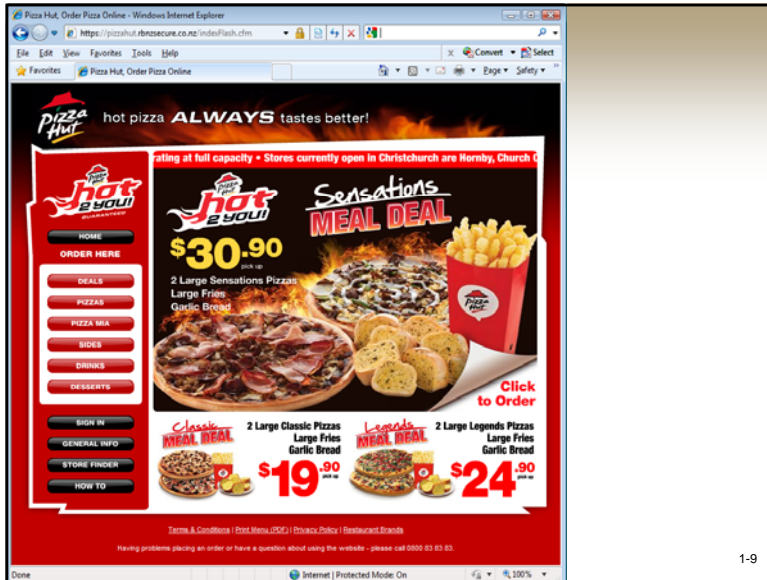 Pizza Hut, Order Pizza Online - Windows Internet Explorer
https://pizzahut.rbnzsecure.co.nz/indexFlash.cfm
File Edit View Favorites Tools Help
x Convert Select
Favorites Pizza Hut, Order Pizza Online
Page Safety
Pizza Hut
hot pizza ALWAYS tastes better!
rating at full capacity • Stores currently open in Christchurch are Hornby, Church C
Pizza Hut
hot
2 YOU!
GUARANTEED
HOME
ORDER HERE
DEALS
PIZZAS
PIZZA MIA
SIDES
DRINKS
DESSERTS
SIGN IN
GENERAL INFO
STORE FINDER
HOW TO
Pizza Hut
hot
2 YOU!
Sensations
MEAL DEAL
$30.90
pick up
2 Large Sensations Pizzas
Large Fries
Garlic Bread
Pizza Hut
Click
to Order
Classic
MEAL DEAL
2 Large Classic Pizzas
Large Fries
Garlic Bread
$19.90
pick up
Legends
MEAL DEAL
2 Large Legends Pizzas
Large Fries
Garlic Bread
$24.90
pick up
Terms & Conditions | Print Menu (PDF) | Privacy Policy | Restaurant Brands
Having problems placing an order or have a question about using the website - please call 0800 83 83 83.
Done
Internet | Protected Mode: On
100%
1-9